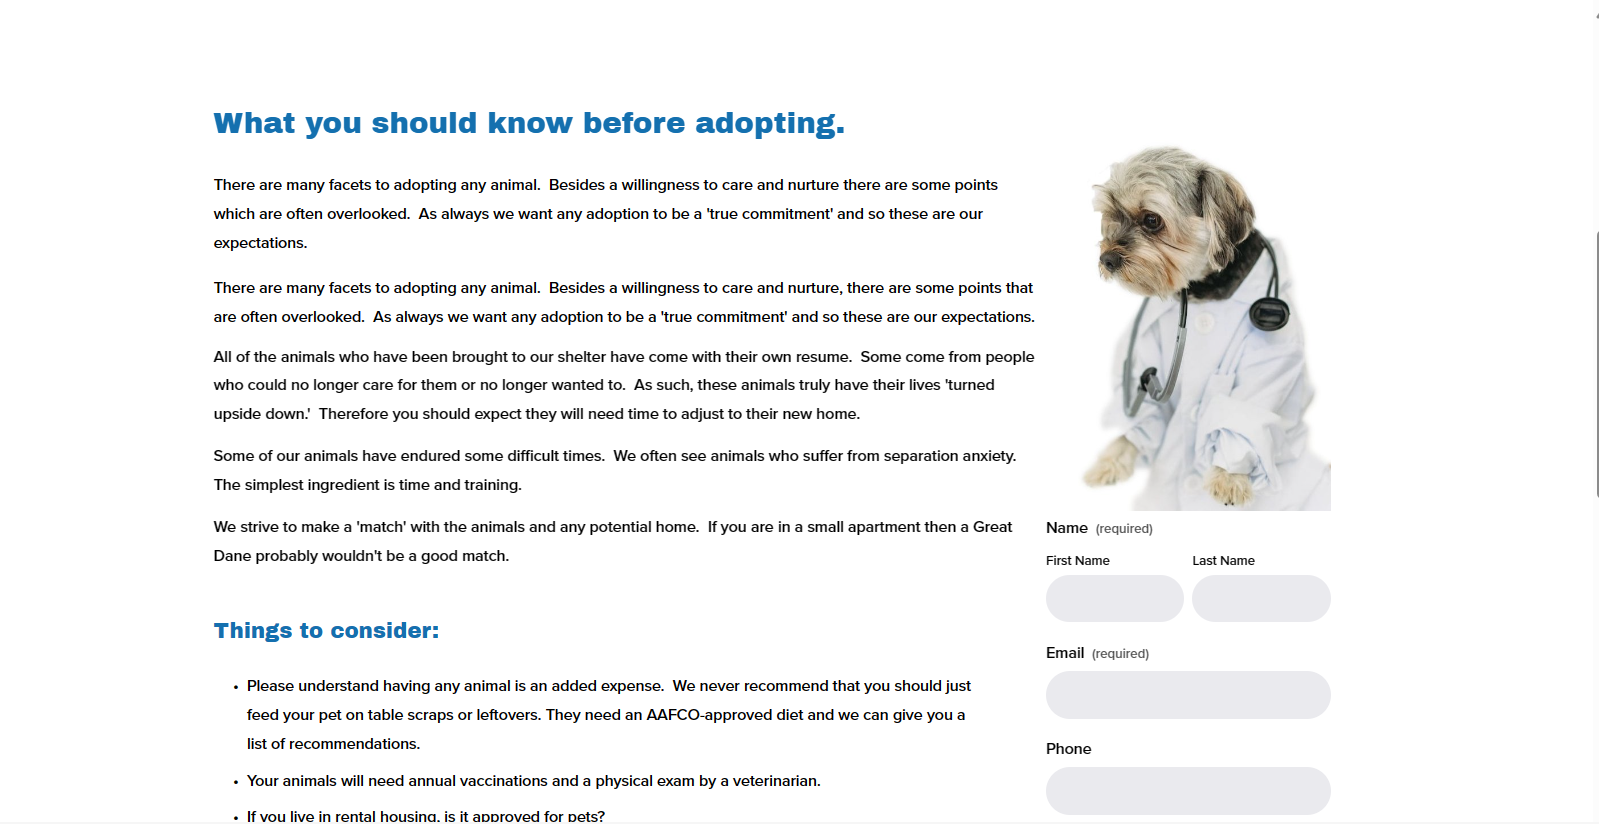 What you should know before adopting.
There are many facets to adopting any animal.  Besides a willingness to care and nurture there are some points
which are often overlooked.  As always we want any adoption to be a 'true commitment' and so these are our
expectations.
There are many facets to adopting any animal.  Besides a willingness to care and nurture, there are some points that
are often overlooked.  As always we want any adoption to be a 'true commitment' and so these are our expectations.
All of the animals who have been brought to our shelter have come with their own resume.  Some come from people
who could no longer care for them or no longer wanted to.  As such, these animals truly have their lives 'turned
upside down.'  Therefore you should expect they will need time to adjust to their new home.
Some of our animals have endured some difficult times.  We often see animals who suffer from separation anxiety.
The simplest ingredient is time and training.
We strive to make a 'match' with the animals and any potential home.  If you are in a small apartment then a Great
Dane probably wouldn't be a good match.
Things to consider:
• Please understand having any animal is an added expense.  We never recommend that you should just
feed your pet on table scraps or leftovers. They need an AAFCO-approved diet and we can give you a
list of recommendations.
• Your animals will need annual vaccinations and a physical exam by a veterinarian.
• If you live in rental housing, is it approved for pets?
Name (required)
First Name
Last Name
Email (required)
Phone